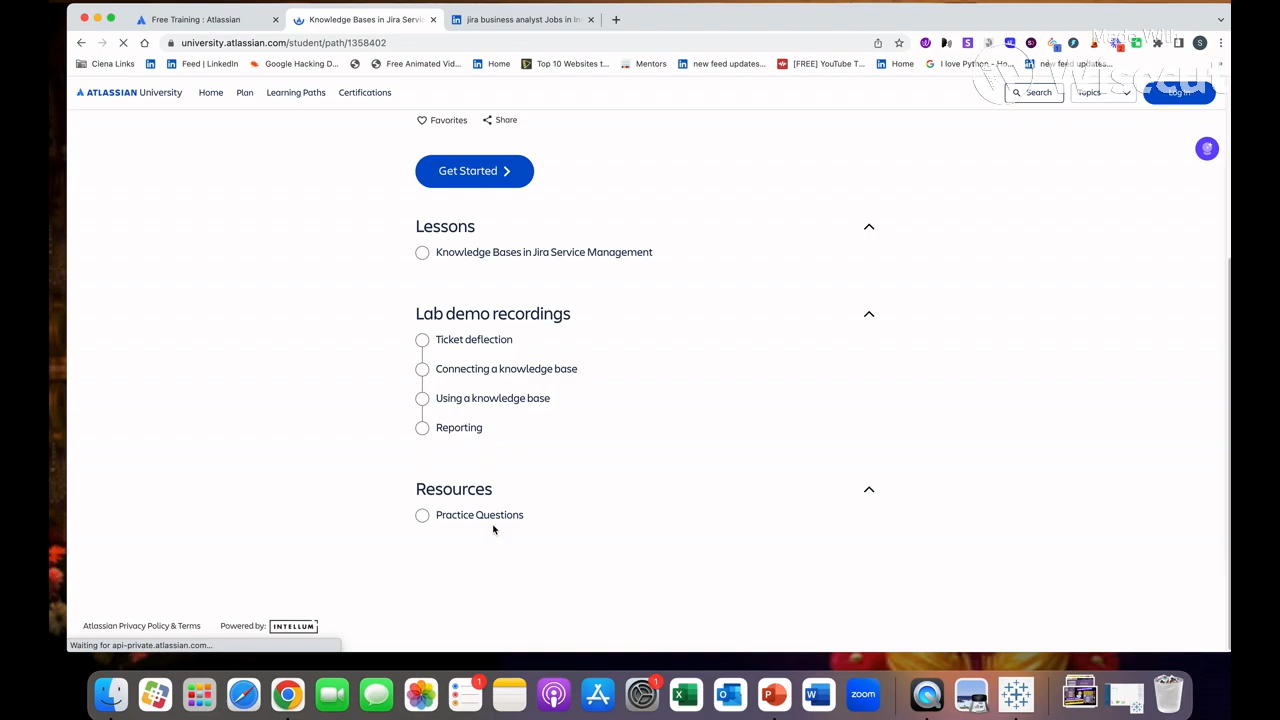 Free Training : Atlassian
Knowledge Bases in Jira Servic
jira business analyst Jobs in In
university.atlassian.com/student/path/1358402
S
Ciena Links
Feed | LinkedIn
Google Hacking D...
Free Animated Vid...
Home
Top 10 Websites t...
Mentors
new feed updates...
[FREE] YouTube T...
Home
I love Python - Ho...
new feed updates...
Made With
Wisecut
ATLASSIAN University
Home
Plan
Learning Paths
Certifications
Search
Topics
Log in
Favorites
Share
Get Started
Lessons
Knowledge Bases in Jira Service Management
Lab demo recordings
Ticket deflection
Connecting a knowledge base
Using a knowledge base
Reporting
Resources
Practice Questions
Atlassian Privacy Policy & Terms
Powered by: INTELLUM
Waiting for api-private.atlassian.com...
1
1
zoom